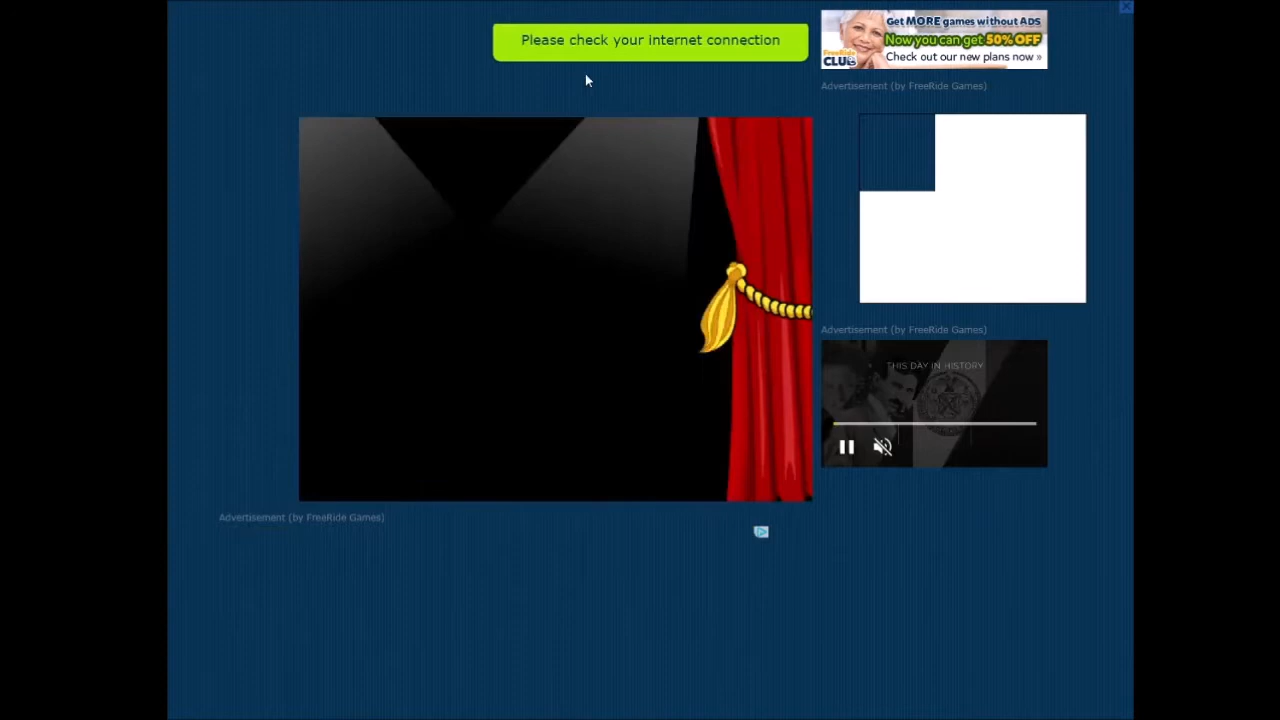 Please check your internet connection
Get MORE games without ADS
Now you can get 50% OFF
FreeRide
CLUB
Check out our new plans now »
Advertisement (by FreeRide Games)
Advertisement (by FreeRide Games)
THIS DAY IN HISTORY
Advertisement (by FreeRide Games)